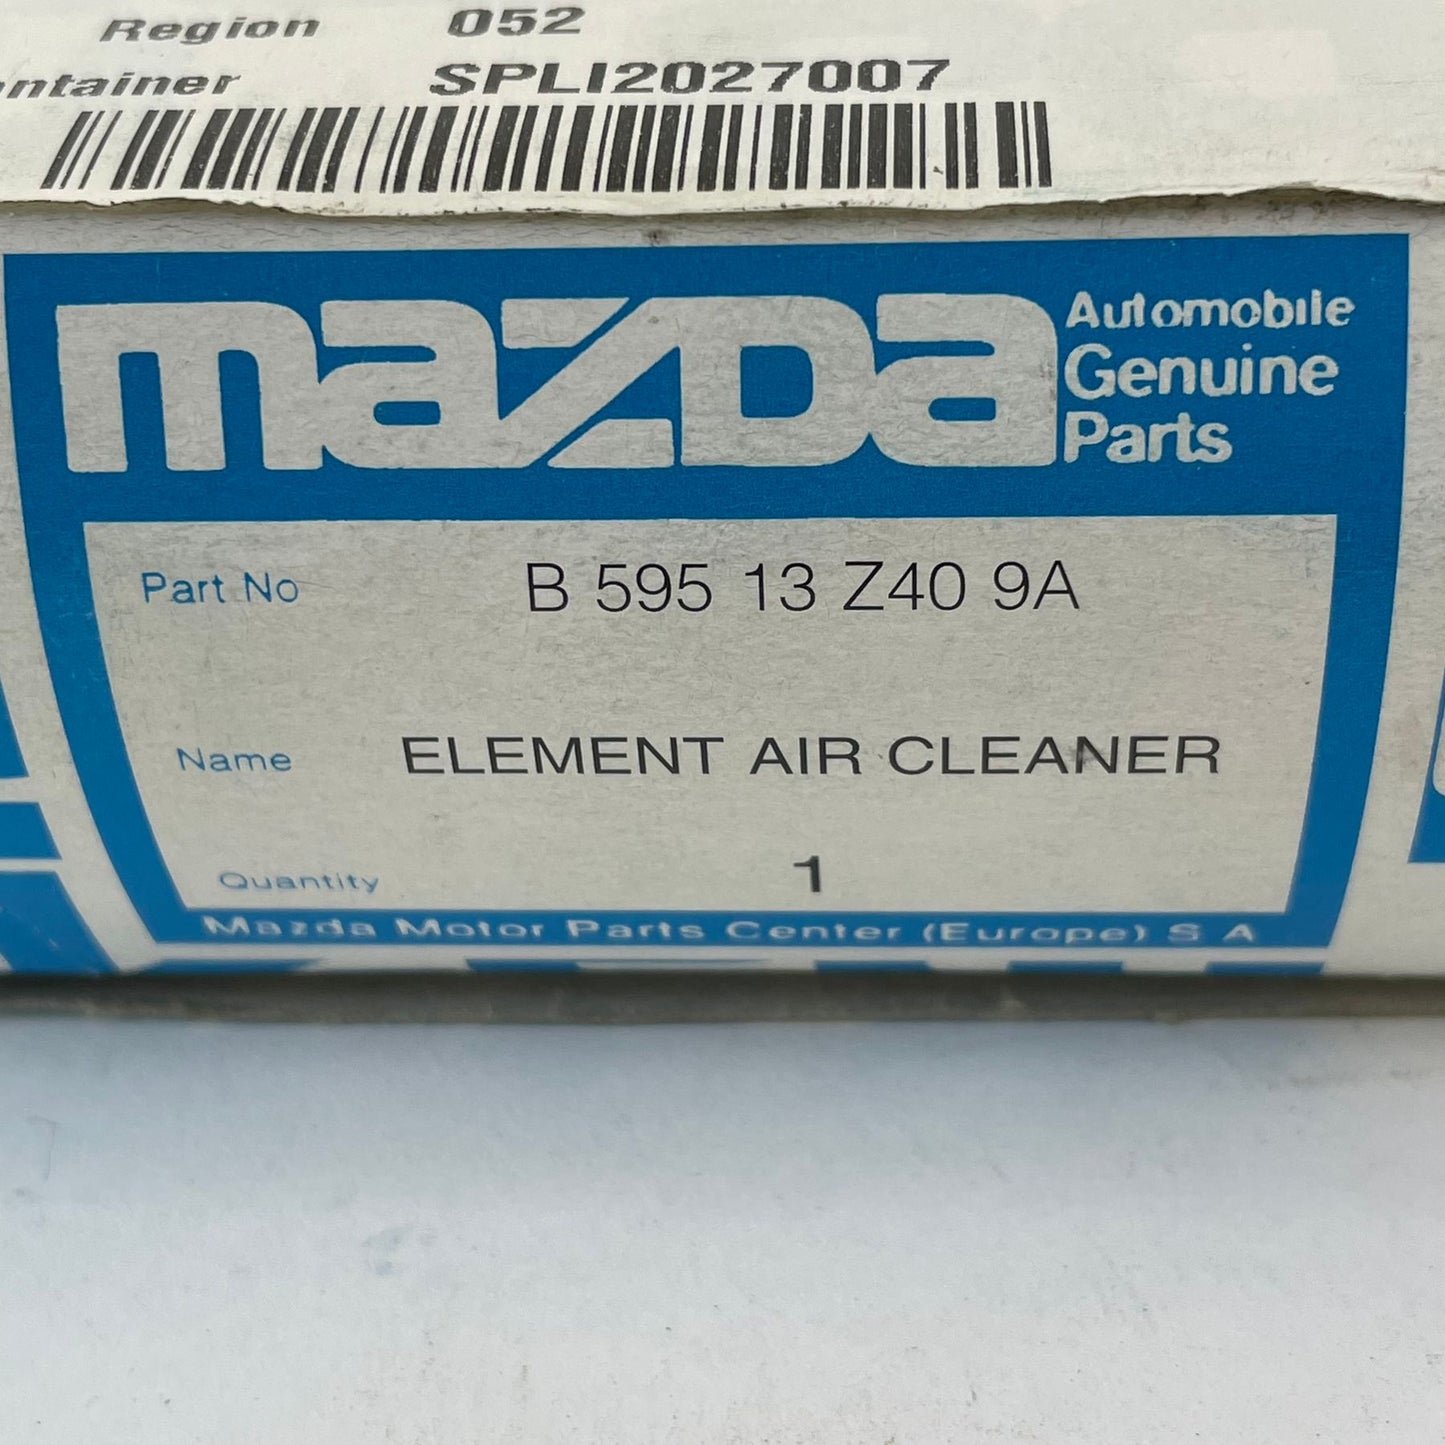 Region 052
ontainer SPLI2027007
mazda Automobile
Genuine
Parts
Part No B 595 13 Z40 9A
Name ELEMENT AIR CLEANER
Quantity 1
Mazda Motor Parts Center (Europe) S A